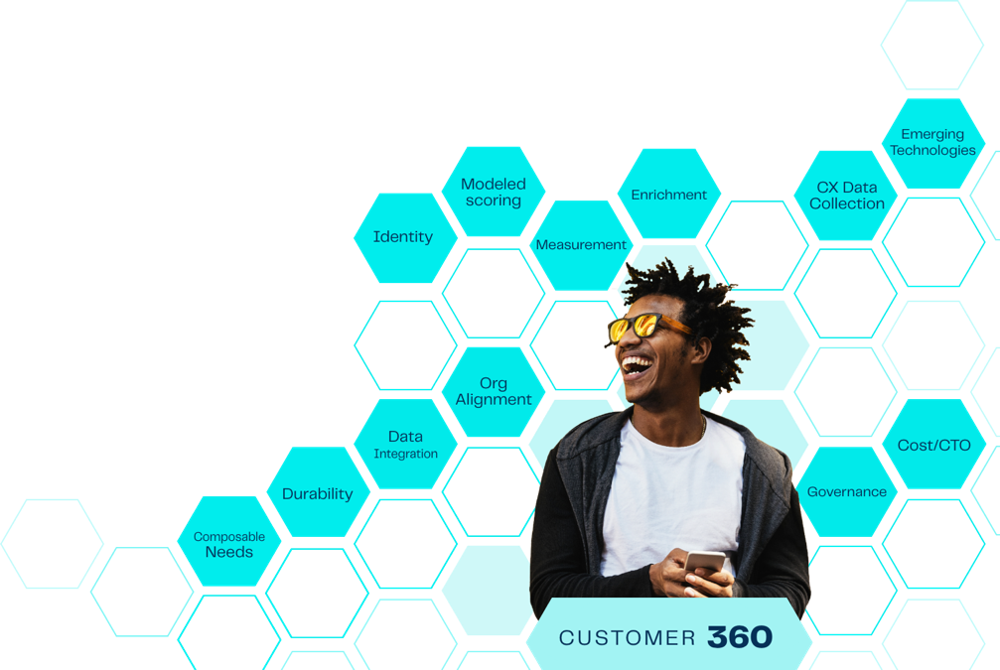 Emerging
Technologies
Modeled
scoring
CX Data
Collection
Enrichment
Identity
Measurement
Org
Alignment
Data
Integration
Cost/CTO
Durability
Governance
Composable
Needs
CUSTOMER 360